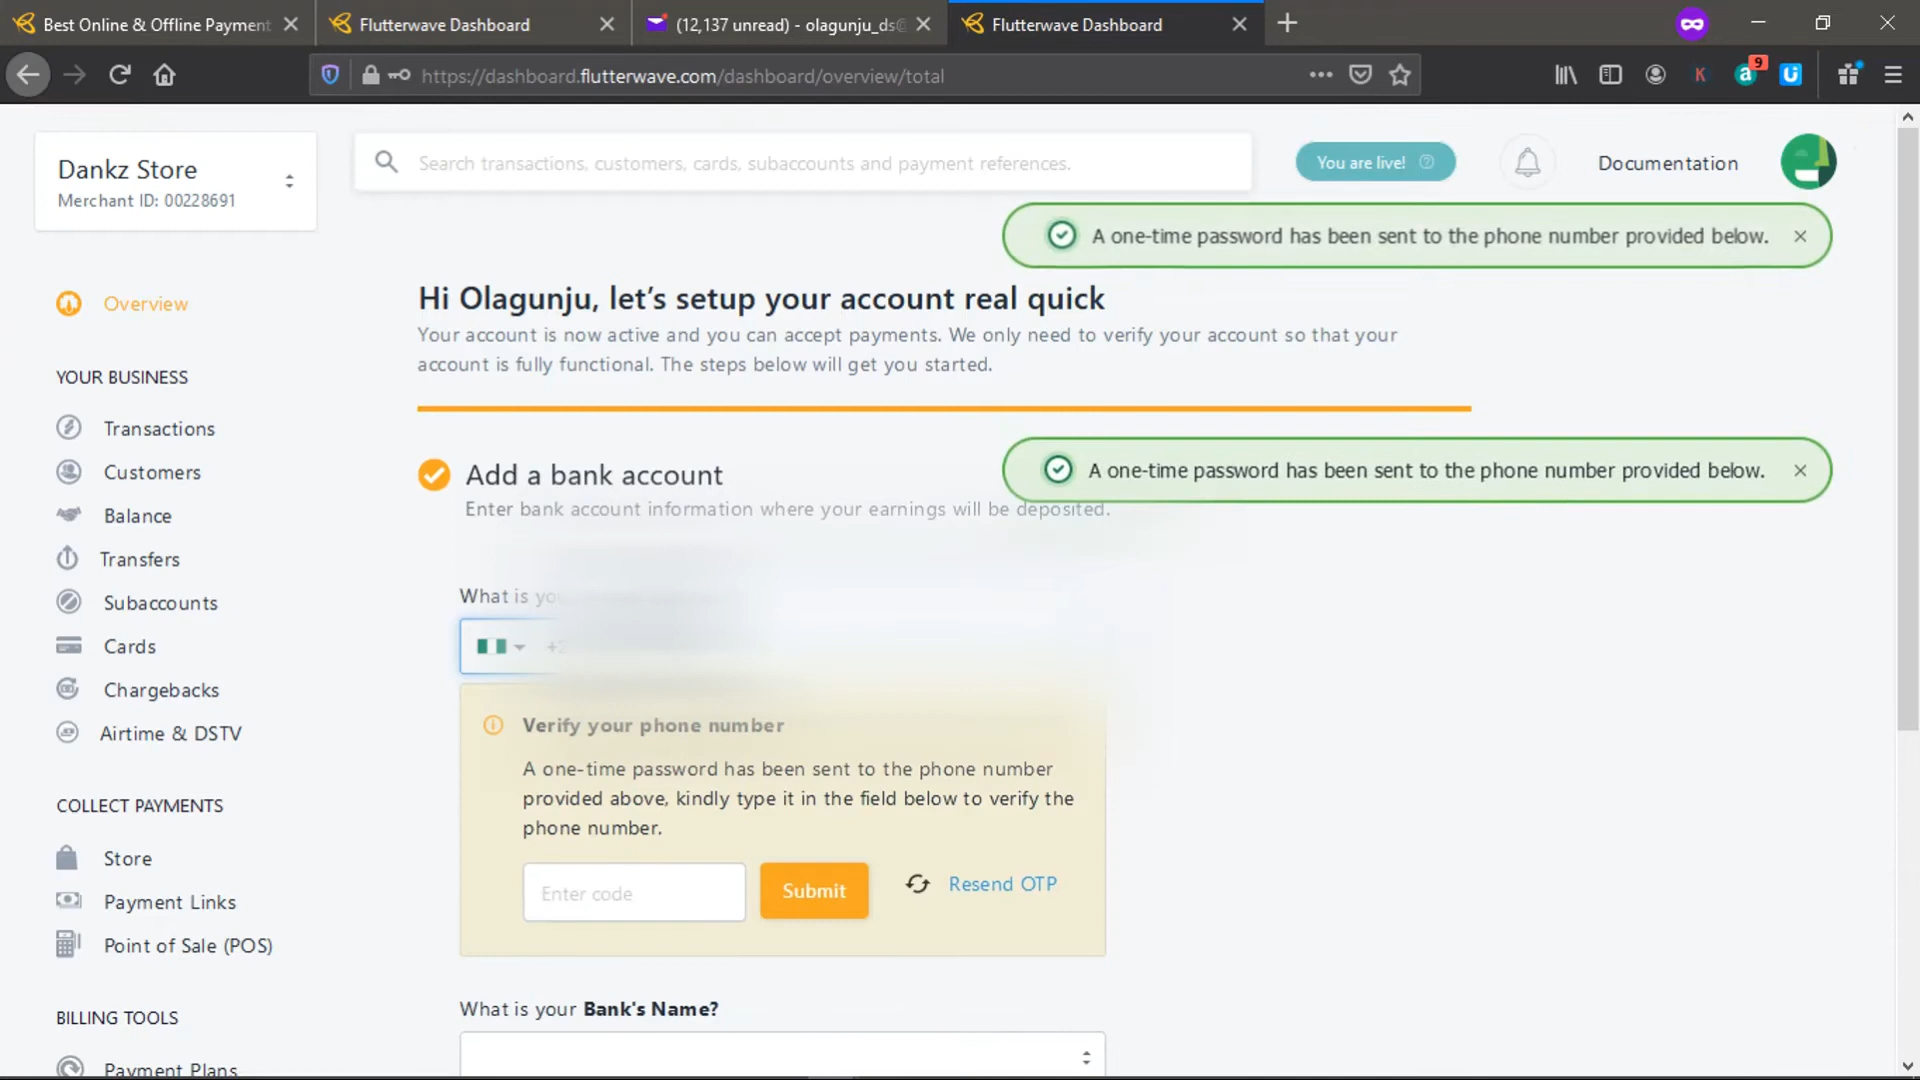 Best Online & Offline Payment
Flutterwave Dashboard
(12,137 unread) - olagunju_ds@
Flutterwave Dashboard
https://dashboard.flutterwave.com/dashboard/overview/total
9
Dankz Store
Merchant ID: 00228691
Search transactions, customers, cards, subaccounts and payment references.
You are live!
Documentation
A one-time password has been sent to the phone number provided below.
Hi Olagunju, let's setup your account real quick
Your account is now active and you can accept payments. We only need to verify your account so that your
account is fully functional. The steps below will get you started.
Overview
YOUR BUSINESS
Transactions
Customers
Balance
Transfers
Subaccounts
Cards
Chargebacks
Airtime & DSTV
COLLECT PAYMENTS
Store
Payment Links
Point of Sale (POS)
BILLING TOOLS
Payment Plans
Add a bank account
A one-time password has been sent to the phone number provided below.
Enter bank account information where your earnings will be deposited.
What is
Verify your phone number
A one-time password has been sent to the phone number
provided above, kindly type it in the field below to verify the
phone number.
Enter code
Submit
Resend OTP
What is your Bank's Name?